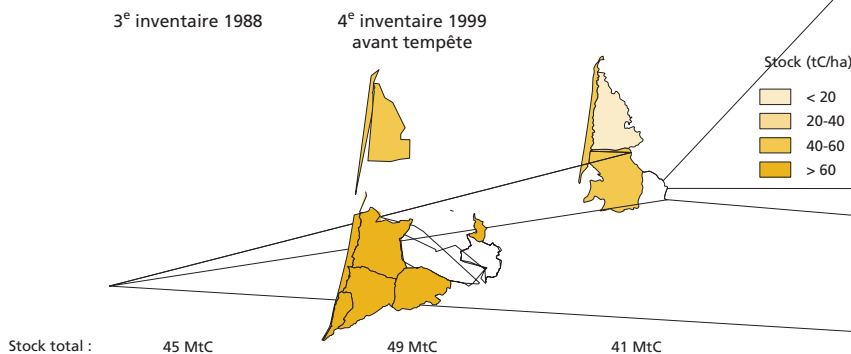 3e inventaire 1988
4e inventaire 1999
avant tempête
Stock (tC/ha)
< 20
20-40
40-60
> 60
Stock total : 45 MtC 49 MtC 41 MtC